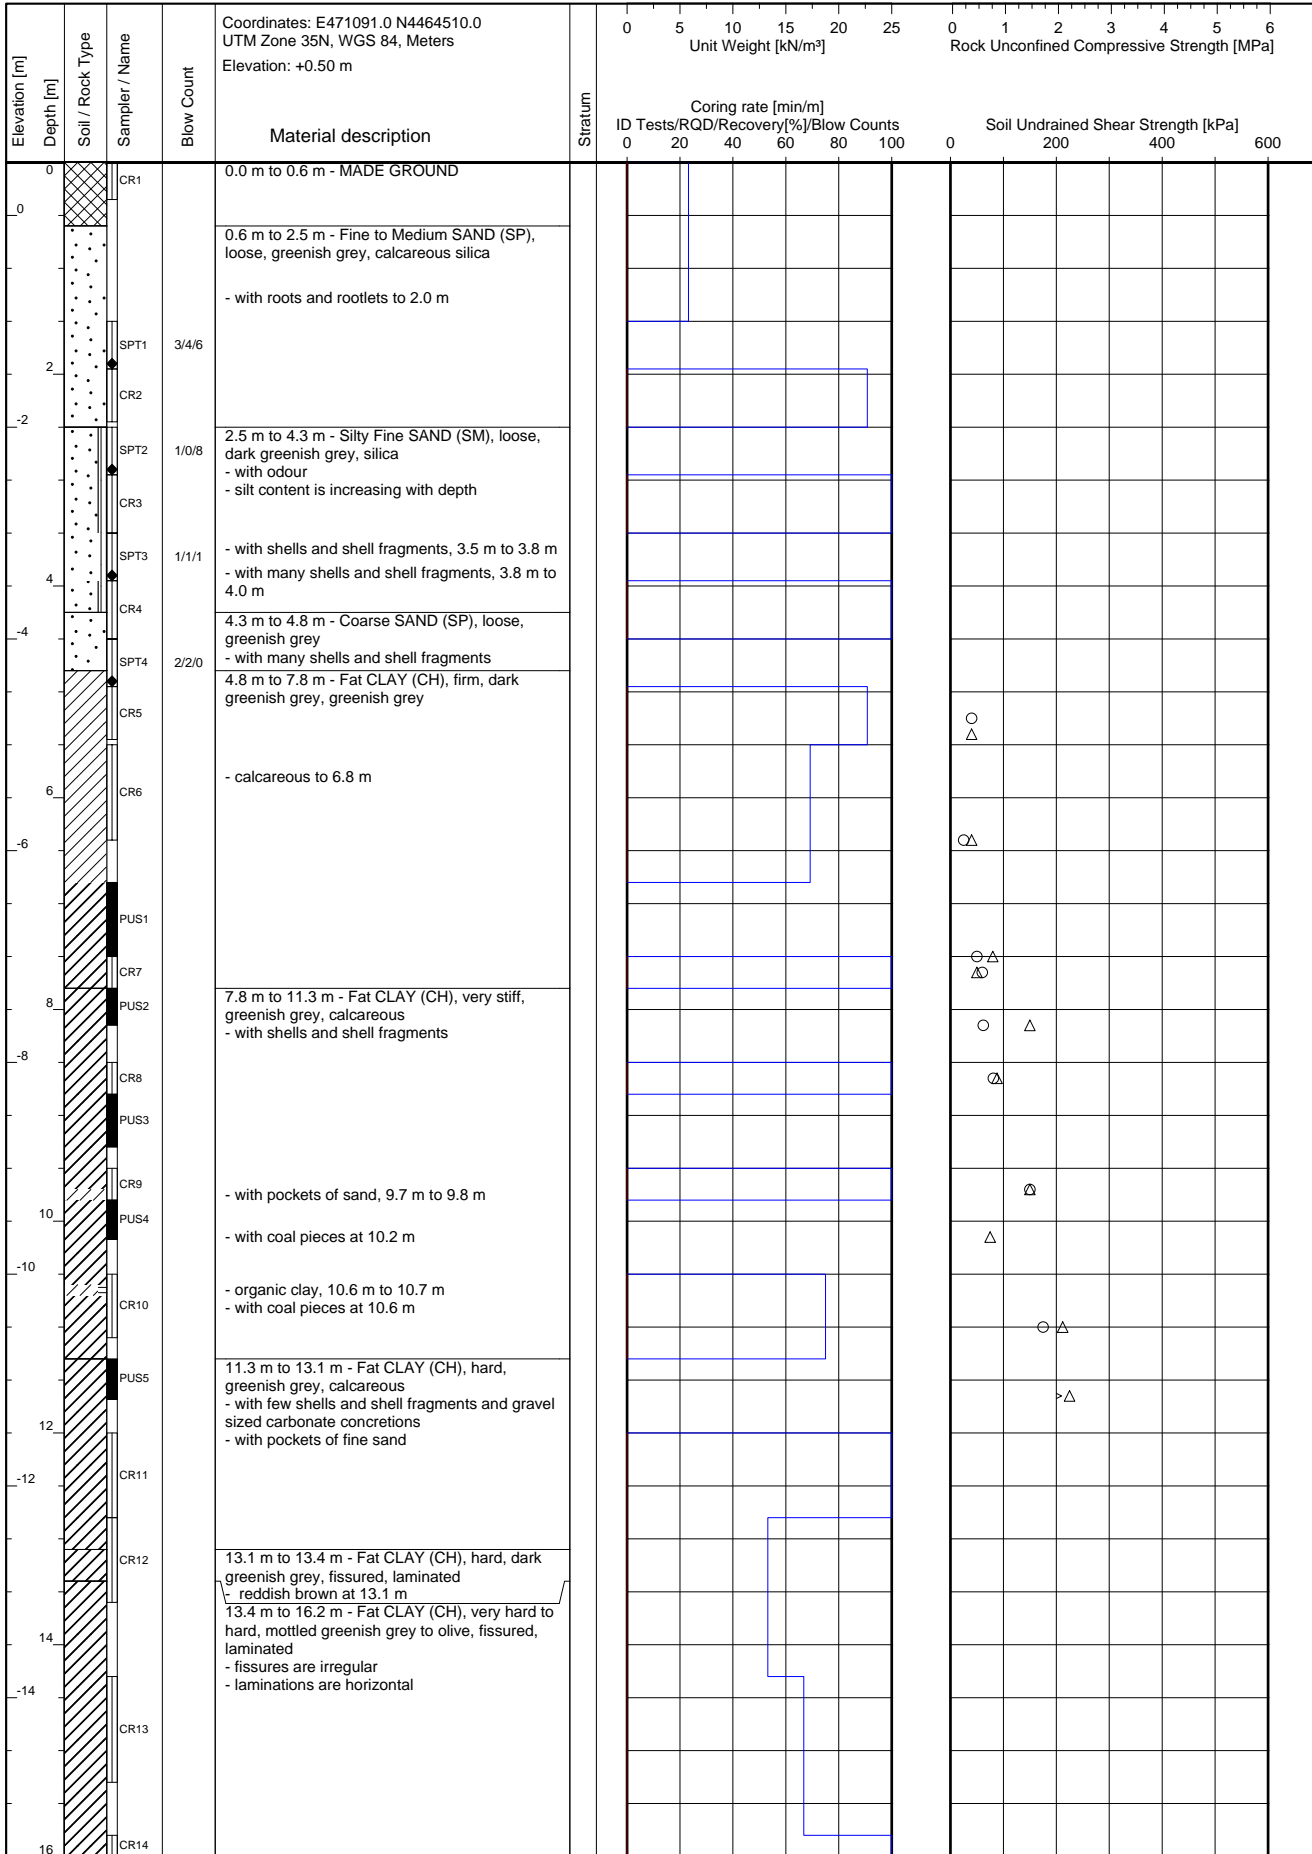 Elevation [m]
Depth [m]
Soil / Rock Type
Sampler / Name
Blow Count
Coordinates: E471091.0 N4464510.0
UTM Zone 35N, WGS 84, Meters
Elevation: +0.50 m
Material description
Stratum
0 5 10 15 20 25
Unit Weight [kN/m³]
Coring rate [min/m]
ID Tests/RQD/Recovery[%]/Blow Counts
0 20 40 60 80 100
0 1 2 3 4 5 6
Rock Unconfined Compressive Strength [MPa]
Soil Undrained Shear Strength [kPa]
0 200 400 600
0
CR1
0.0 m to 0.6 m - MADE GROUND
0
0.6 m to 2.5 m - Fine to Medium SAND (SP),
loose, greenish grey, calcareous silica
- with roots and rootlets to 2.0 m
SPT1 3/4/6
2
CR2
-2
2.5 m to 4.3 m - Silty Fine SAND (SM), loose,
dark greenish grey, silica
SPT2 1/0/8
- with odour
- silt content is increasing with depth
CR3
- with shells and shell fragments, 3.5 m to 3.8 m
SPT3 1/1/1
- with many shells and shell fragments, 3.8 m to
4.0 m
4
CR4
4.3 m to 4.8 m - Coarse SAND (SP), loose,
greenish grey
-4
- with many shells and shell fragments
SPT4 2/2/0
4.8 m to 7.8 m - Fat CLAY (CH), firm, dark
greenish grey, greenish grey
CR5
- calcareous to 6.8 m
6
CR6
-6
PUS1
CR7
7.8 m to 11.3 m - Fat CLAY (CH), very stiff,
greenish grey, calcareous
8
PUS2
- with shells and shell fragments
-8
CR8
PUS3
CR9
- with pockets of sand, 9.7 m to 9.8 m
10
PUS4
- with coal pieces at 10.2 m
-10
- organic clay, 10.6 m to 10.7 m
CR10
- with coal pieces at 10.6 m
11.3 m to 13.1 m - Fat CLAY (CH), hard,
greenish grey, calcareous
PUS5
- with few shells and shell fragments and gravel
sized carbonate concretions
12
- with pockets of fine sand
CR11
-12
CR12
13.1 m to 13.4 m - Fat CLAY (CH), hard, dark
greenish grey, fissured, laminated
- reddish brown at 13.1 m
13.4 m to 16.2 m - Fat CLAY (CH), very hard to
hard, mottled greenish grey to olive, fissured,
laminated
14
- fissures are irregular
- laminations are horizontal
-14
CR13
CR14
16